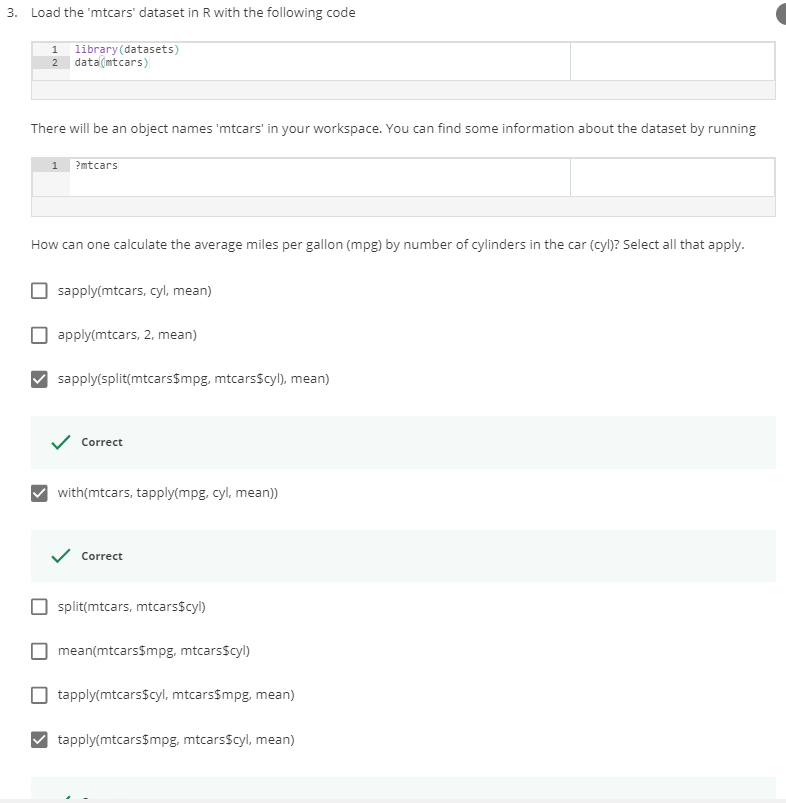 3. Load the 'mtcars' dataset in R with the following code
1 library(datasets)
2 data(mtcars)
There will be an object names 'mtcars' in your workspace. You can find some information about the dataset by running
1 ?mtcars
How can one calculate the average miles per gallon (mpg) by number of cylinders in the car (cyl)? Select all that apply.
sapply(mtcars, cyl, mean)
apply(mtcars, 2, mean)
sapply(split(mtcars$mpg, mtcars$cyl), mean)
Correct
with(mtcars, tapply(mpg, cyl, mean))
Correct
split(mtcars, mtcars$cyl)
mean(mtcars$mpg, mtcars$cyl)
tapply(mtcars$cyl, mtcars$mpg, mean)
tapply(mtcars$mpg, mtcars$cyl, mean)